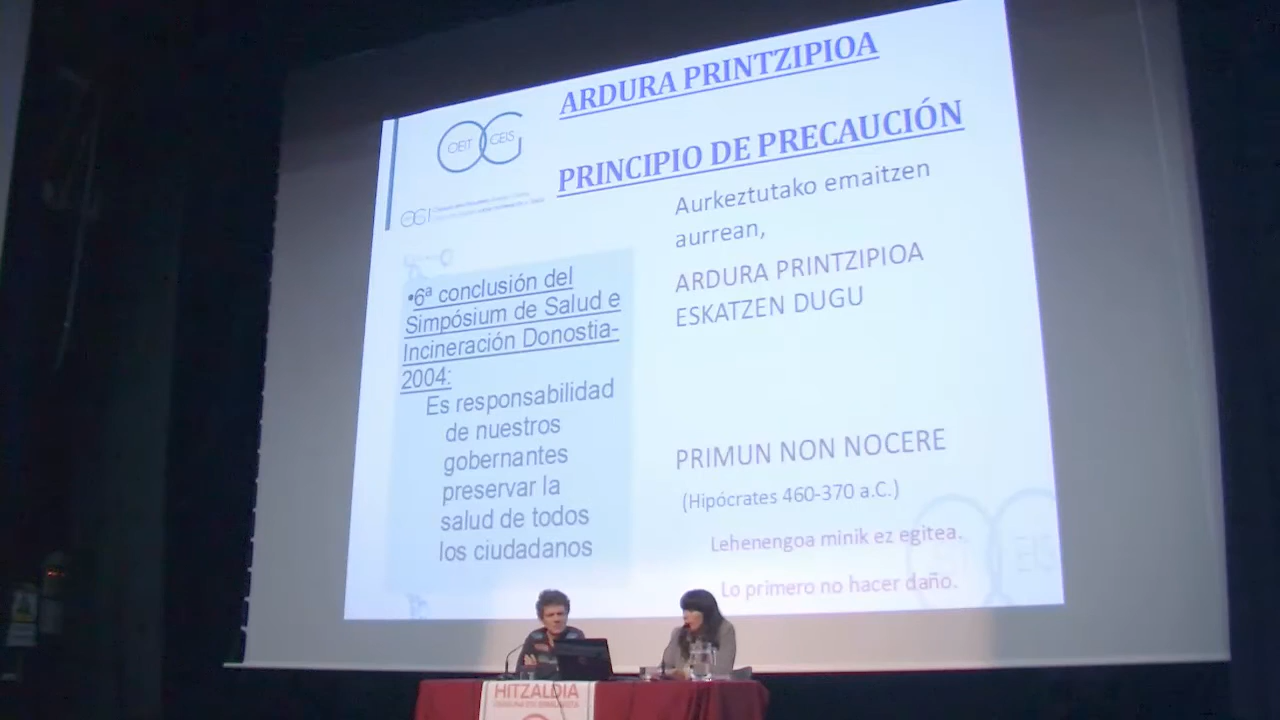 ARDURA PRINTZIPIOA
PRINCIPIO DE PRECAUCIÓN
OEIT GEIS
•6ª conclusión del
Simpósium de Salud e
Incineración Donostia-
2004:
Es responsabilidad
de nuestros
gobernantes
preservar la
salud de todos
los ciudadanos
Aurkeztutako emaitzen
aurrean,
ARDURA PRINTZIPIOA
ESKATZEN DUGU
PRIMUN NON NOCERE
(Hipócrates 460-370 a.C.)
Lehenengoa minik ez egitea.
Lo primero no hacer daño.
HITZALDIA